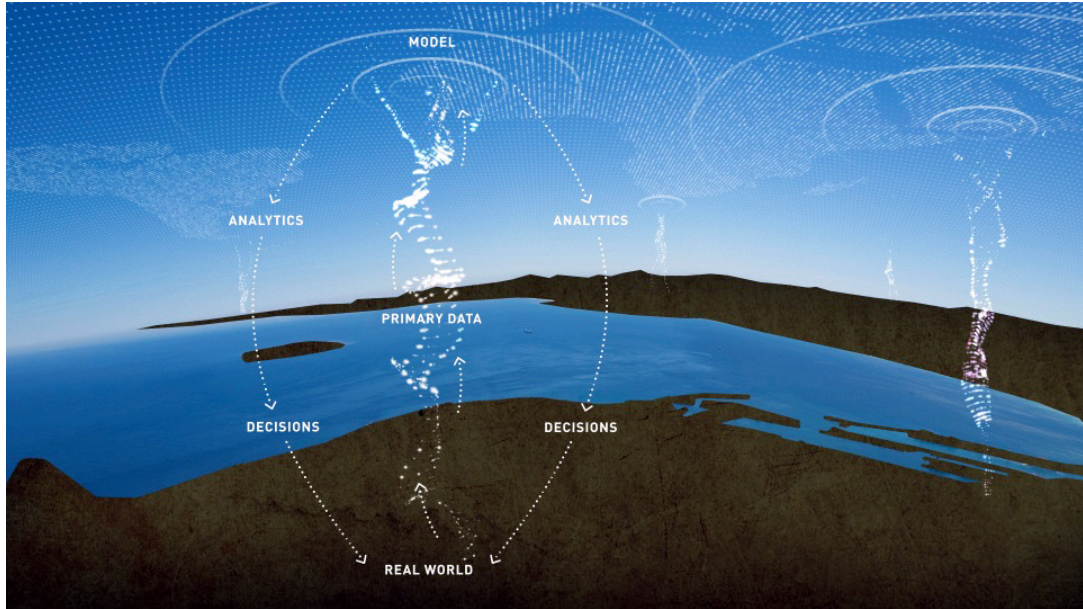 MODEL
ANALYTICS
ANALYTICS
PRIMARY DATA
DECISIONS
DECISIONS
REAL WORLD